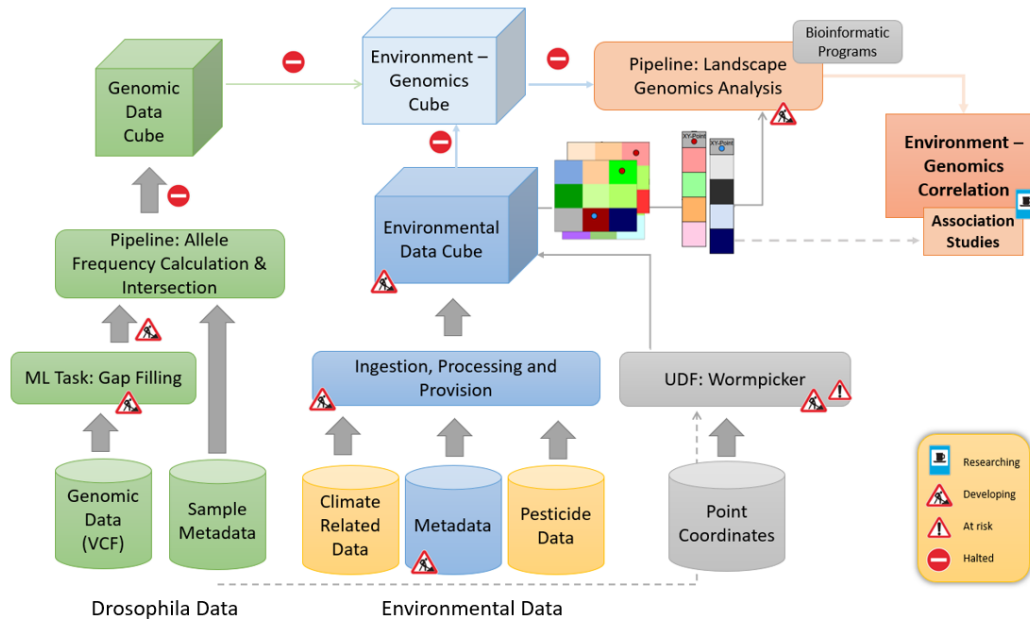 Genomic
Data
Cube
Environment –
Genomics
Cube
Pipeline: Landscape
Genomics Analysis
Bioinformatic
Programs
Environment –
Genomics
Correlation
Association
Studies
XY-Point
XY-Point
Environmental
Data Cube
Pipeline: Allele
Frequency Calculation &
Intersection
ML Task: Gap Filling
Ingestion, Processing and
Provision
UDF: Wormpicker
Genomic
Data
(VCF)
Sample
Metadata
Climate
Related
Data
Metadata
Pesticide
Data
Point
Coordinates
Researching
Developing
At risk
Halted
Drosophila Data
Environmental Data